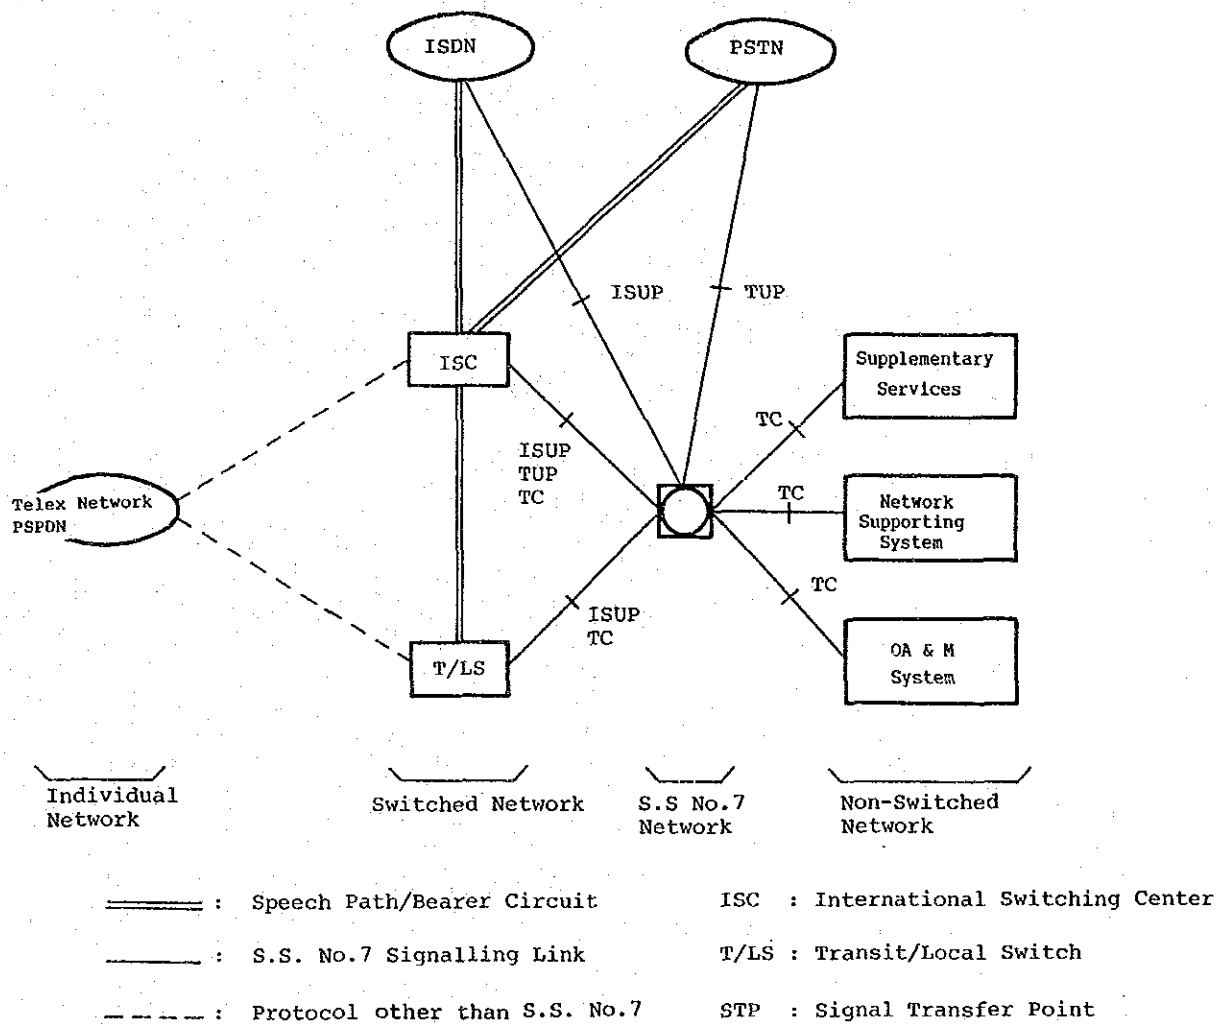 ISDN
PSTN
ISUP
TUP
ISC
Supplementary
Services
TC
ISUP
TUP
TC
Telex Network
PSPDN
TC
Network
Supporting
System
TC
ISUP
TC
T/LS
OA & M
System
Individual
Network
Switched Network
S.S No.7
Network
Non-Switched
Network
: Speech Path/Bearer Circuit
ISC : International Switching Center
: S.S. No.7 Signalling Link
T/LS : Transit/Local Switch
: Protocol other than S.S. No.7
STP : Signal Transfer Point